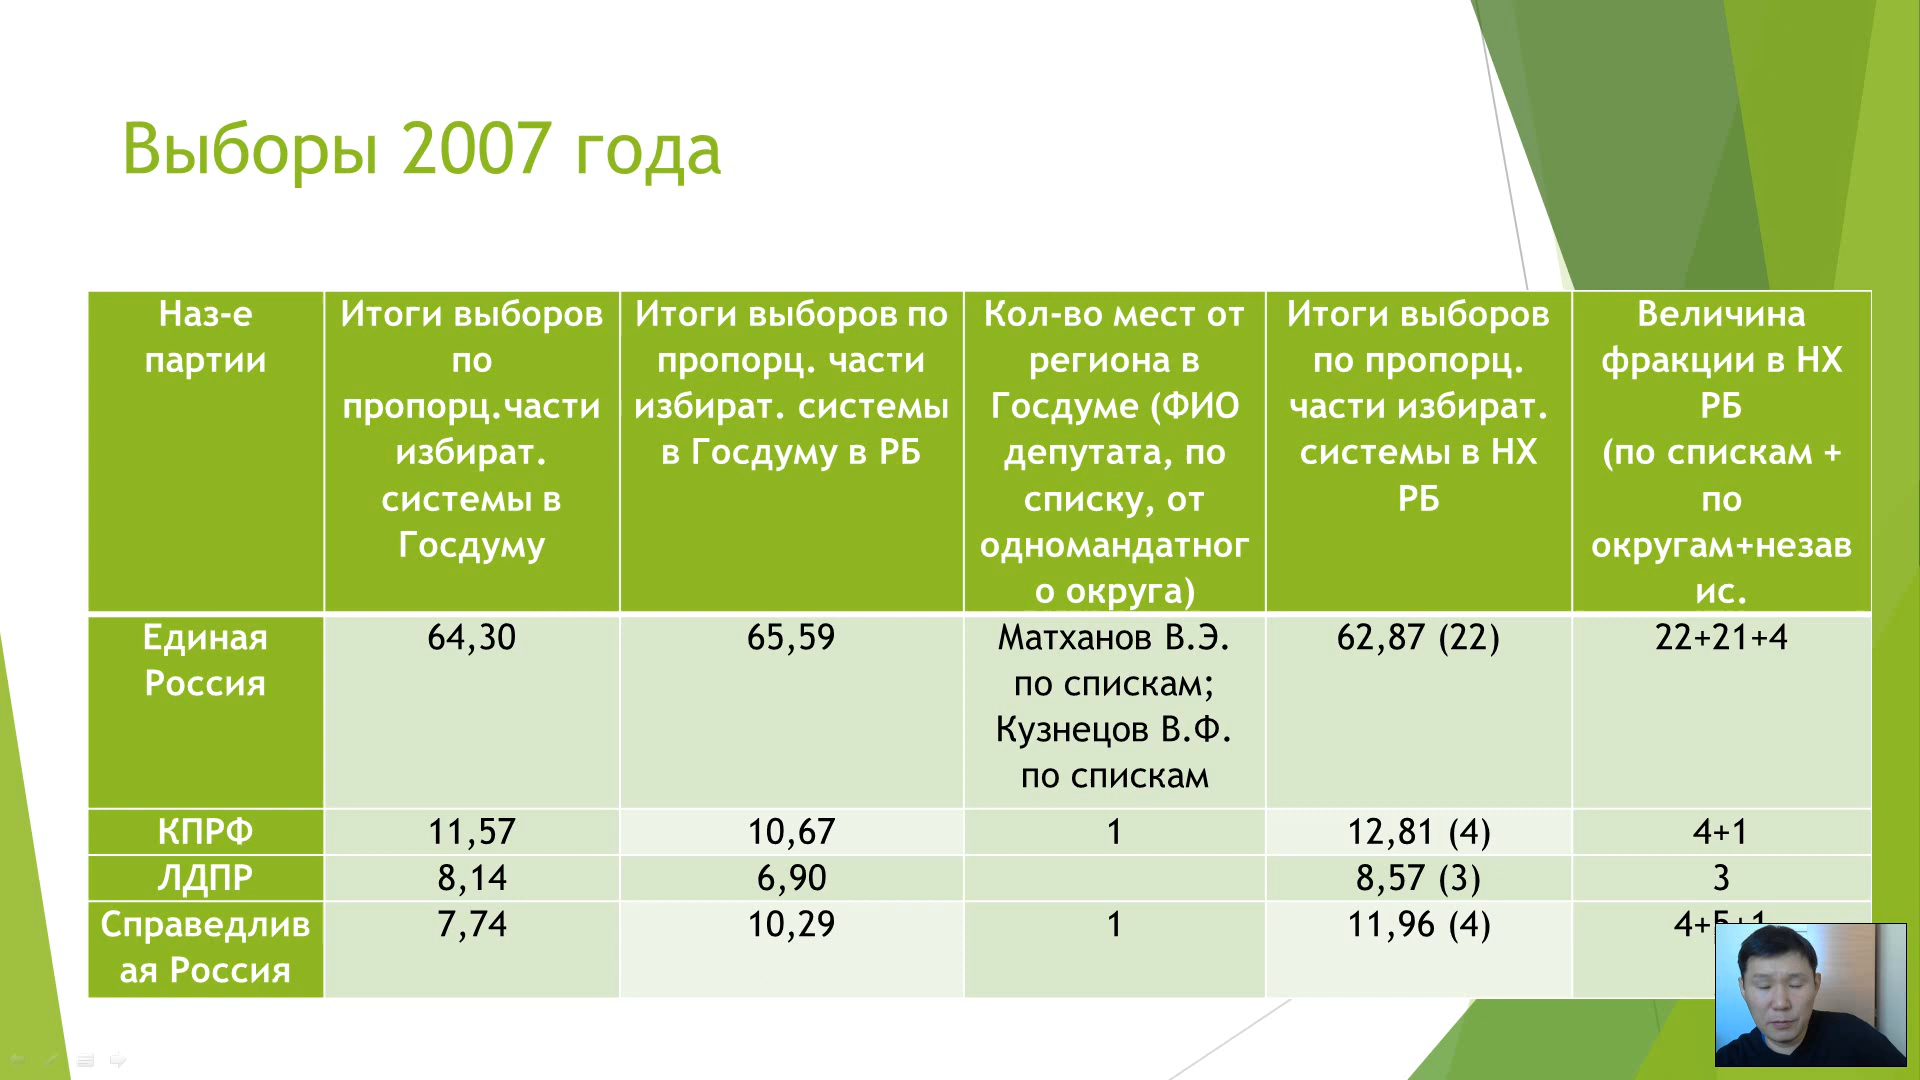 Выборы 2007 года
Наз-е
партии
Итоги выборов
по
пропорц.части
избират.
системы в
Госдуму
Итоги выборов по
пропорц. части
избират. системы
в Госдуму в РБ
Кол-во мест от
региона в
Госдуме (ФИО
депутата, по
списку, от
одномандатног
о округа)
Итоги выборов
по пропорц.
части избират.
системы в НХ
РБ
Величина
фракции в НХ
РБ
(по спискам +
по
округам+незав
ис.
Единая
Россия
64,30
65,59
Матханов В.Э.
по спискам;
Кузнецов В.Ф.
по спискам
62,87 (22)
22+21+4
КПРФ
11,57
10,67
1
12,81 (4)
4+1
ЛДПР
8,14
6,90
8,57 (3)
3
Справедлив
ая Россия
7,74
10,29
1
11,96 (4)
4+5+1